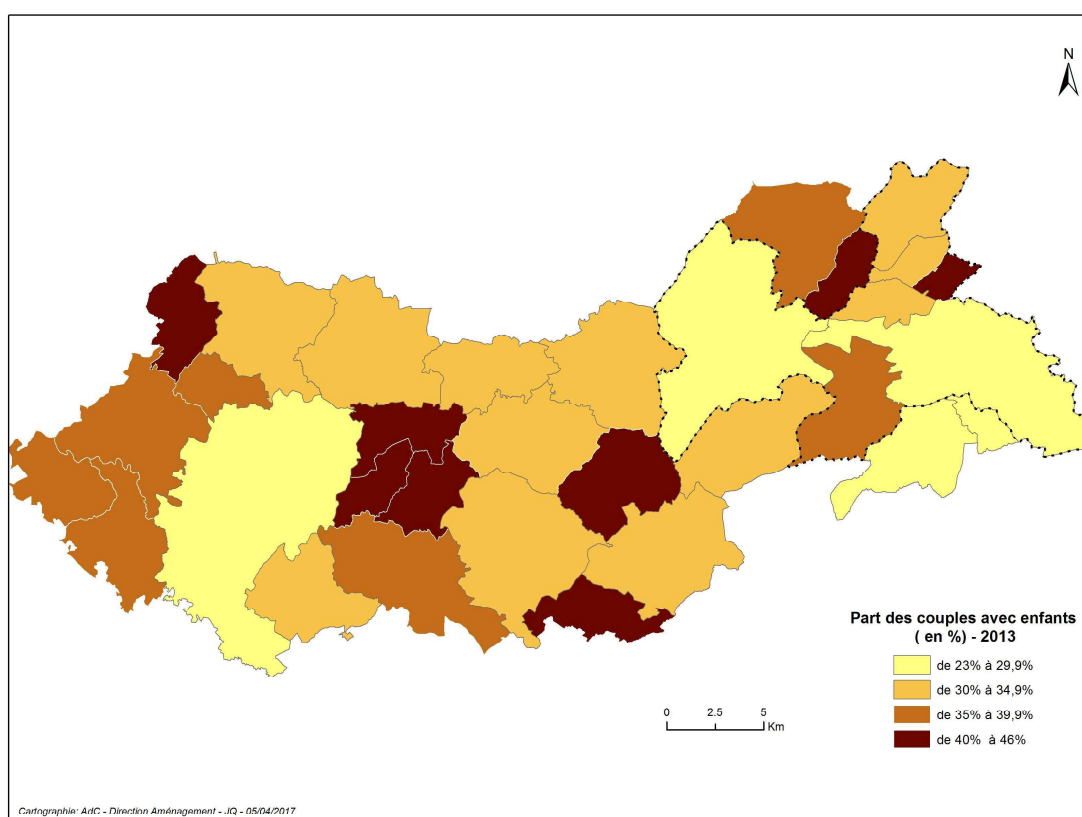 N
Part des couples avec enfants
( en %) - 2013
de 23% à 29,9%
de 30% à 34,9%
de 35% à 39,9%
de 40% à 46%
0 2.5 5
Km
Cartographie: AdC - Direction Aménagement - JQ - 05/04/2017